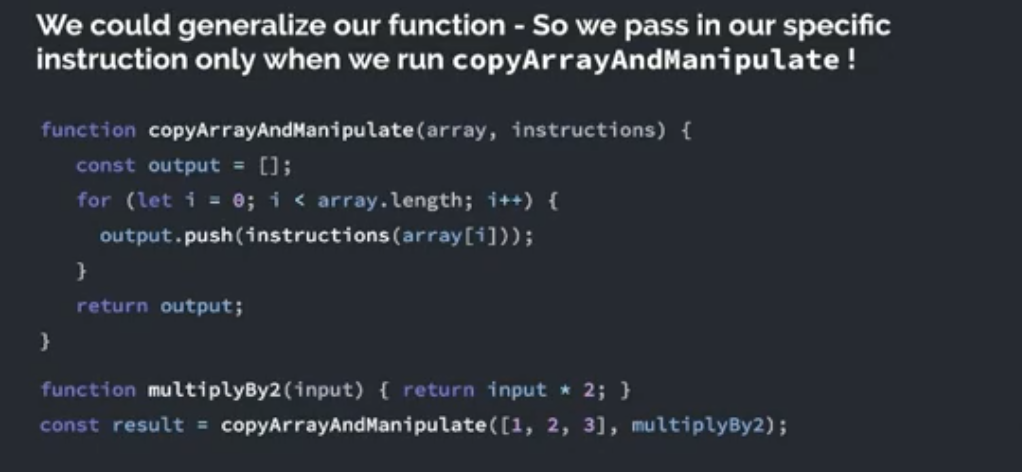 We could generalize our function - So we pass in our specific
instruction only when we run copyArrayAndManipulate!
function copyArrayAndManipulate(array, instructions) {
const output = [];
for (let i = 0; i < array.length; i++) {
output.push(instructions(array[i]));
}
return output;
}
function multiplyBy2(input) { return input * 2; }
const result = copyArrayAndManipulate([1, 2, 3], multiplyBy2);